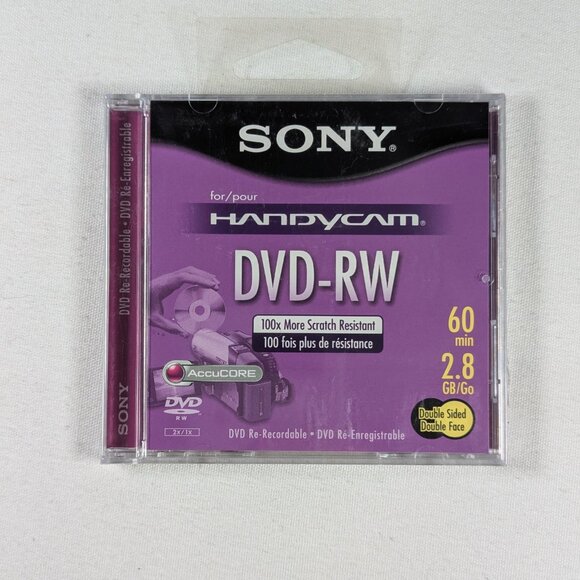 SONY®
for/pour
HANDYCAM®
DVD-RW
100x More Scratch Resistant
100 fois plus de résistance
60
min
2.8
GB/Go
AccuCORE
DVD
RW
2x/1x
Double Sided
Double Face
DVD Re-Recordable • DVD Ré-Enregistrable
SONY
DVD Re-Recordable • DVD Ré-Enregistrable